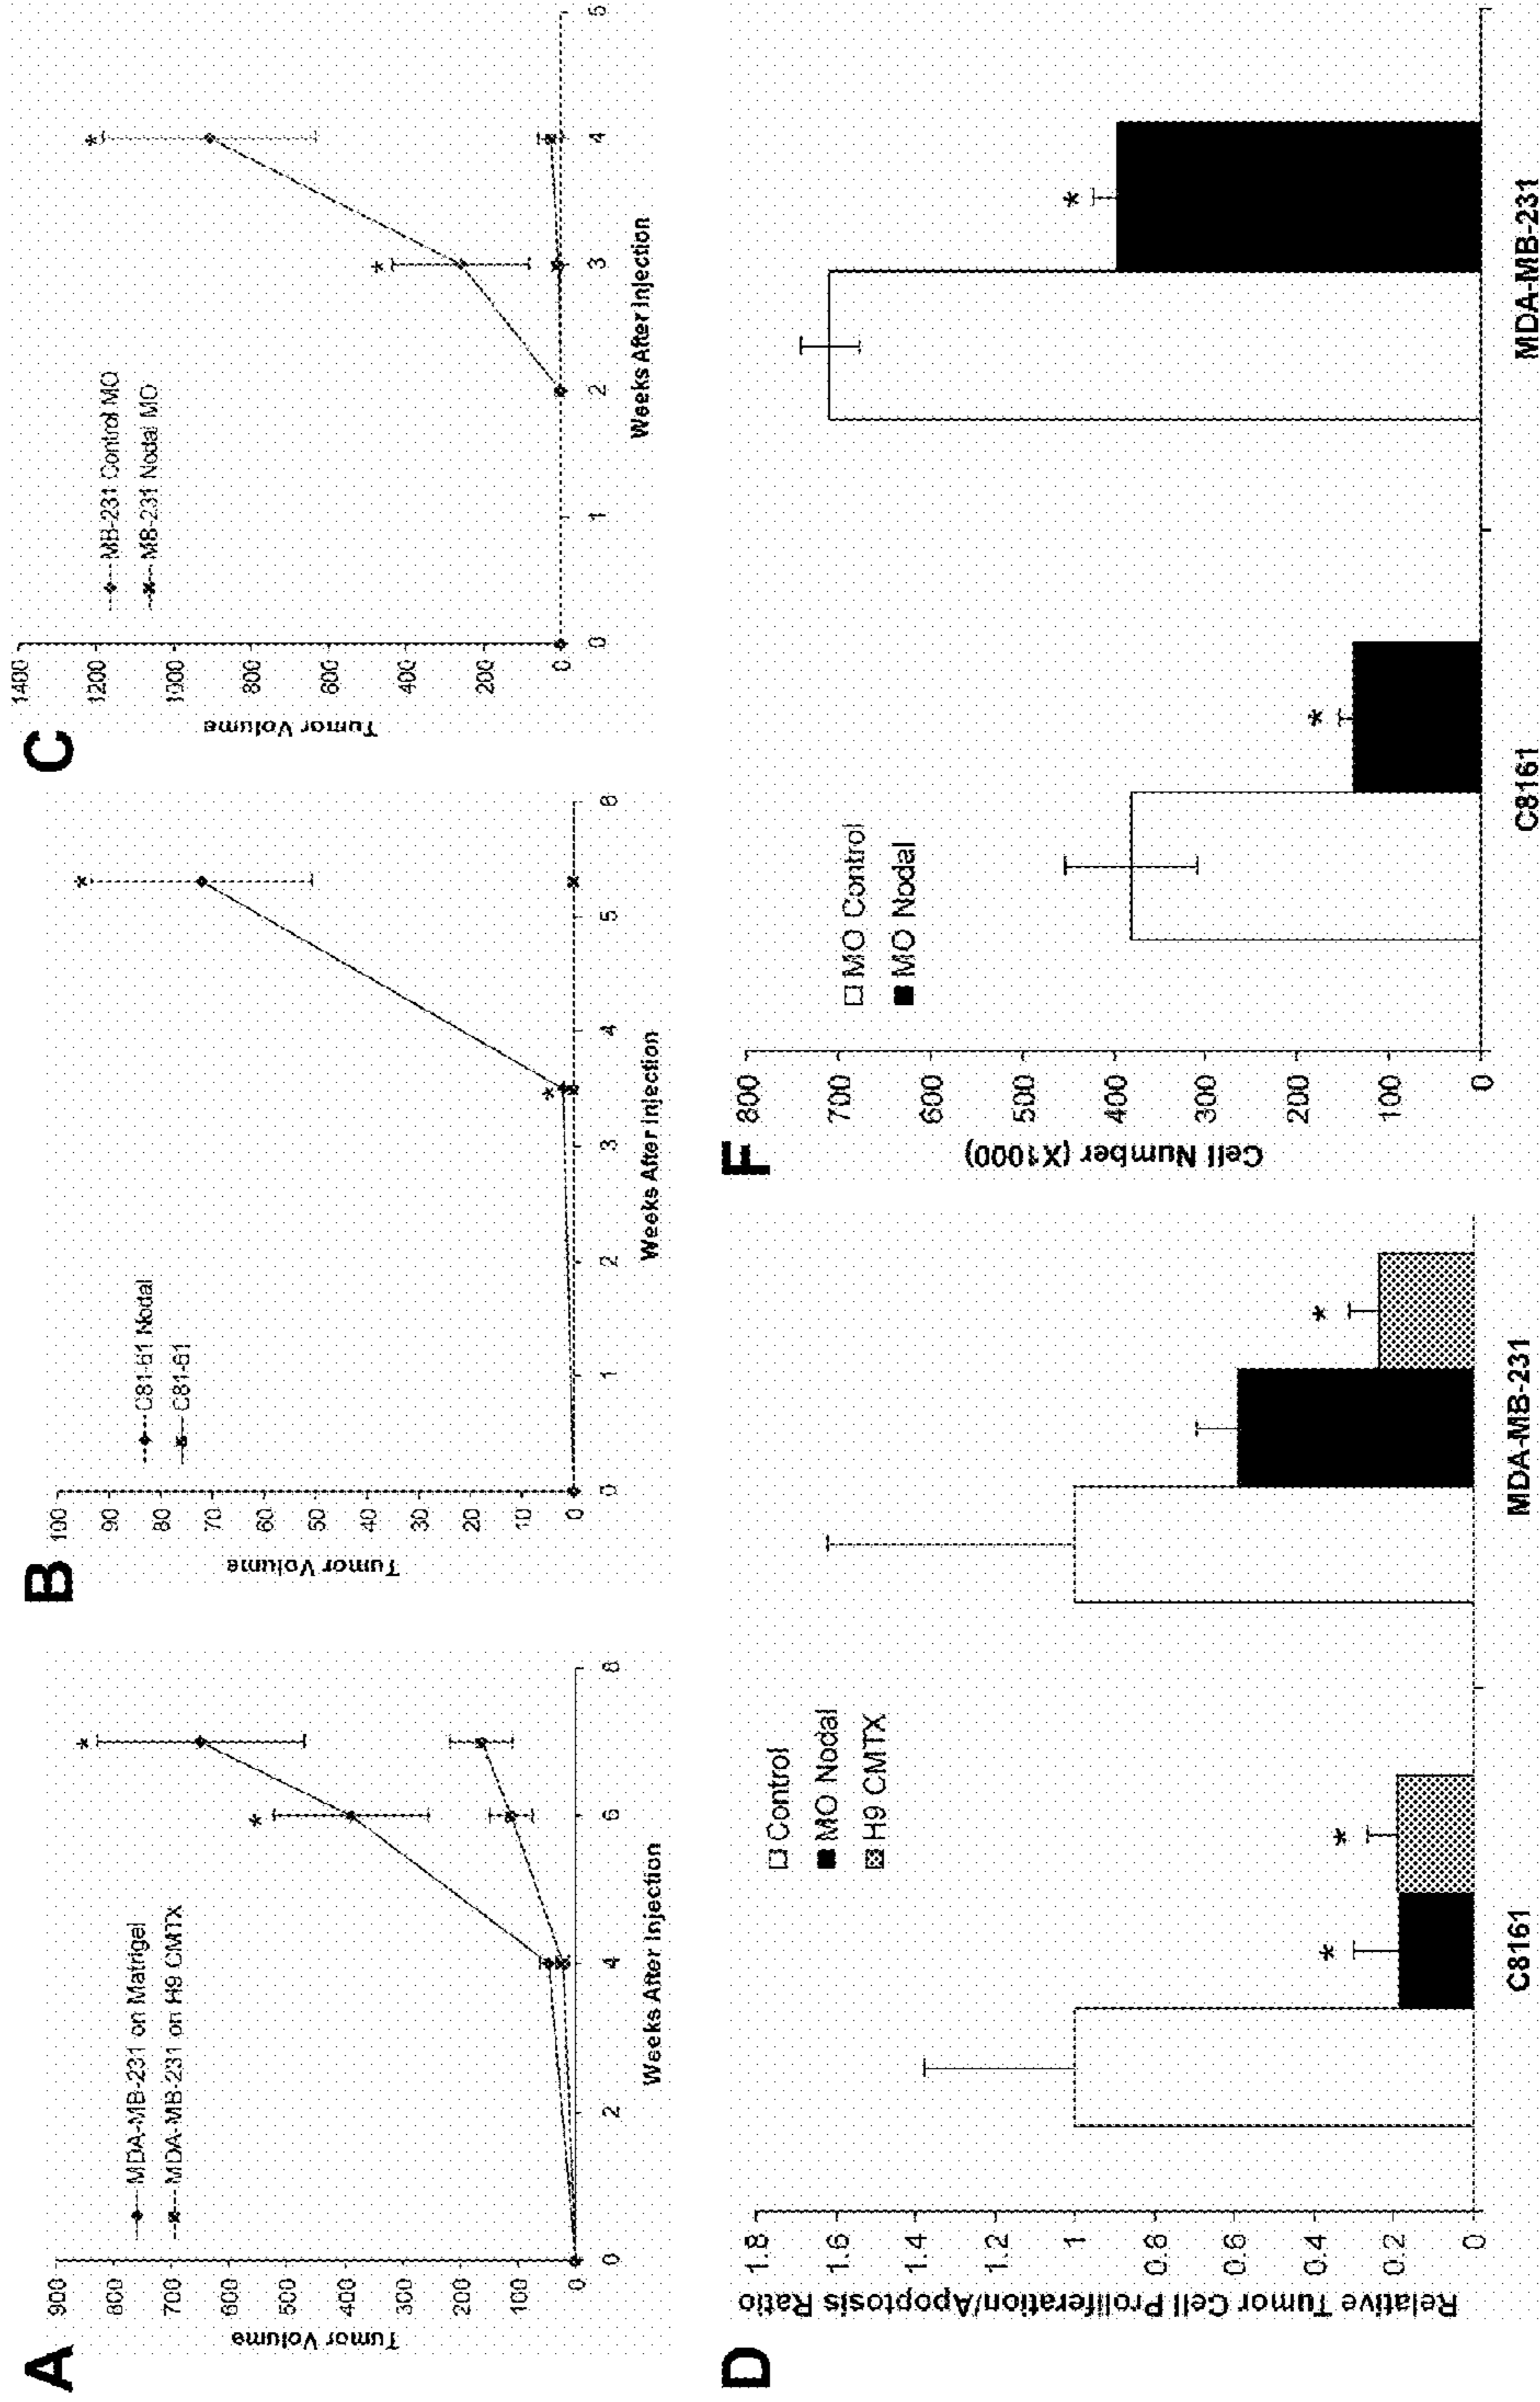 A
Tumor Volume
900
800
700
600
500
400
300
200
100
0
MDA-MB-231 on Matrigel
MDA-MB-231 on H9 CMTX
*
*
0
2
4
6
8
Weeks After Injection
B
Tumor Volume
100
90
80
70
60
50
40
30
20
10
0
C81-61 Nodal
C81-61
*
*
0
1
2
3
4
5
6
Weeks After Injection
C
Tumor Volume
1400
1200
1000
800
600
400
200
0
MB-231 Control MO
MB-231 Nodal MO
*
*
0
1
2
3
4
5
Weeks After Injection
D
Relative Tumor Cell Proliferation/Apoptosis Ratio
1.8
1.6
1.4
1.2
1
0.8
0.6
0.4
0.2
0
Control
MO Nodal
H9 CMTX
*
*
*
C8161
MDA-MB-231
F
Cell Number (X1000)
800
700
600
500
400
300
200
100
0
MO Control
MO Nodal
*
*
C8161
MDA-MB-231